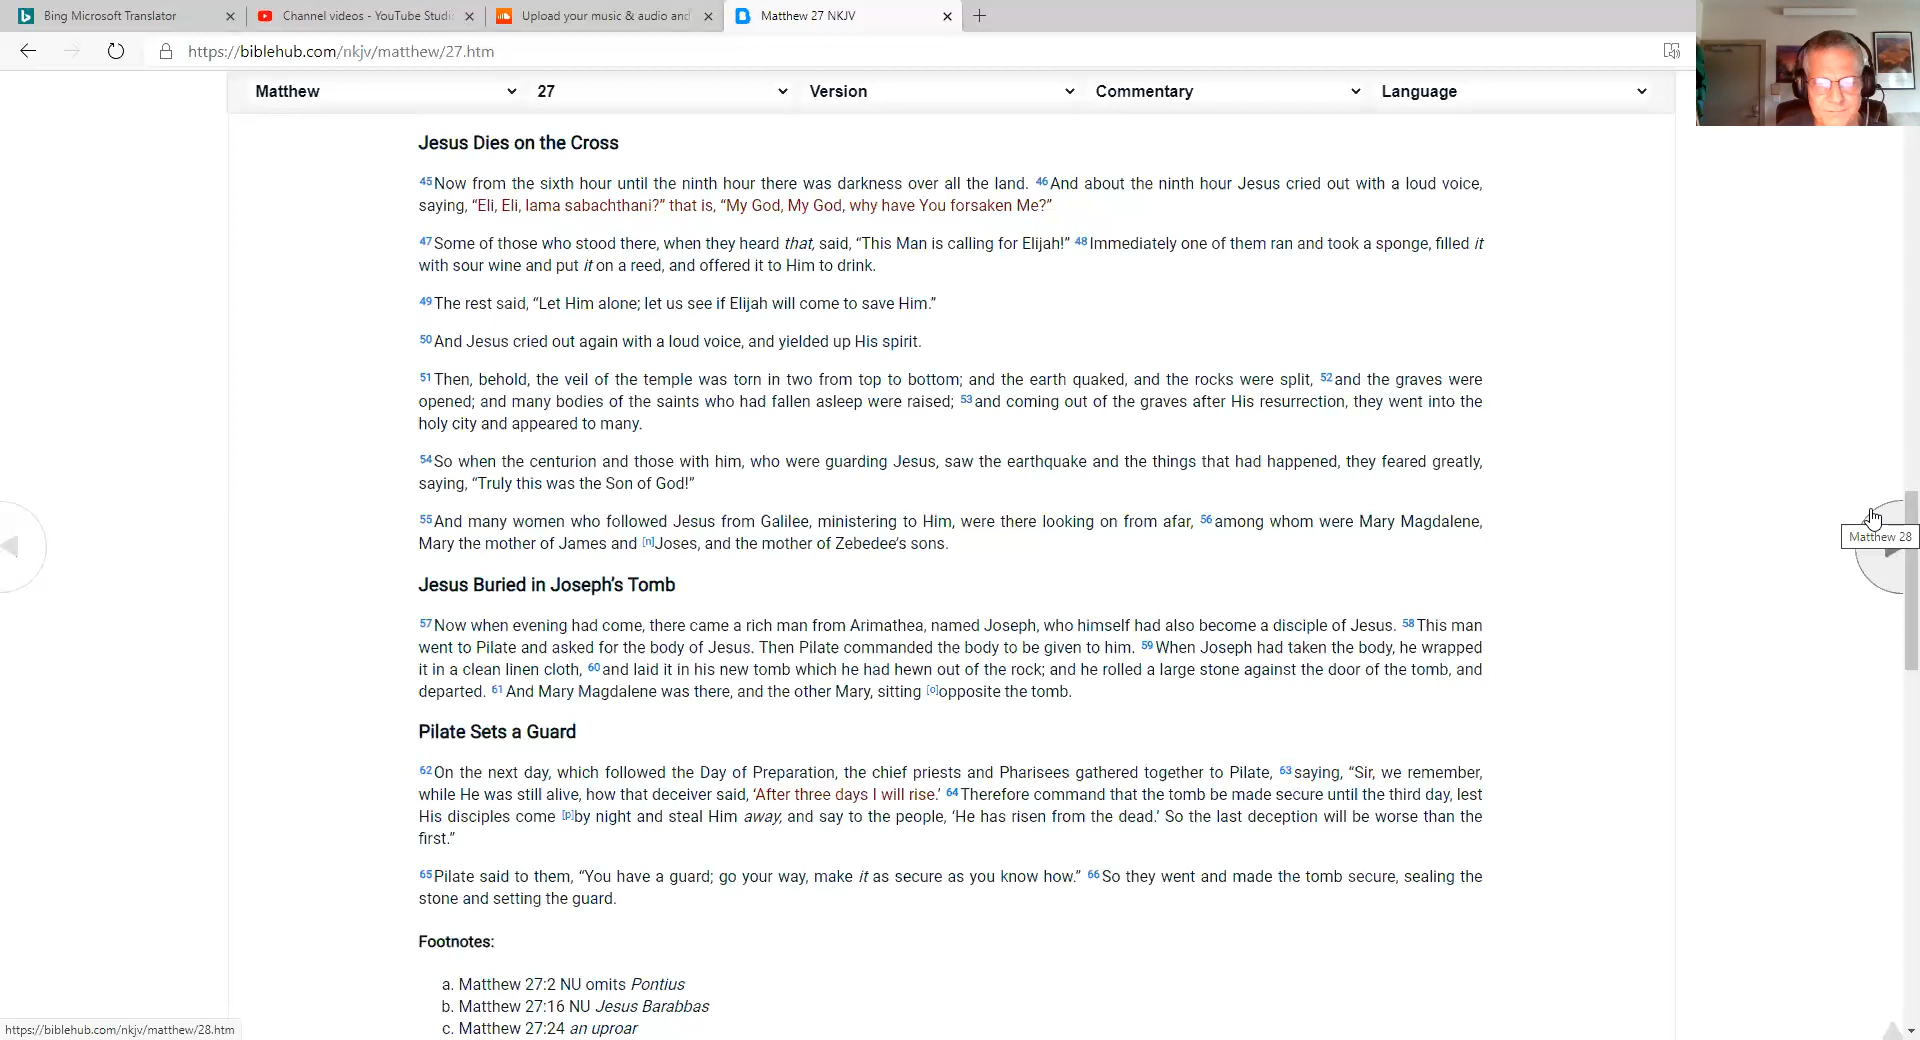 Bing Microsoft Translator
Channel videos - YouTube Studi
Upload your music & audio and
Matthew 27 NKJV
https://biblehub.com/nkjv/matthew/27.htm
Matthew 27 Version Commentary Language
Jesus Dies on the Cross
45Now from the sixth hour until the ninth hour there was darkness over all the land. 46And about the ninth hour Jesus cried out with a loud voice,
saying, “Eli, Eli, lama sabachthani?” that is, “My God, My God, why have You forsaken Me?”
47Some of those who stood there, when they heard that, said, “This Man is calling for Elijah!” 48Immediately one of them ran and took a sponge, filled it
with sour wine and put it on a reed, and offered it to Him to drink.
49The rest said, “Let Him alone; let us see if Elijah will come to save Him.”
50And Jesus cried out again with a loud voice, and yielded up His spirit.
51Then, behold, the veil of the temple was torn in two from top to bottom; and the earth quaked, and the rocks were split, 52and the graves were
opened; and many bodies of the saints who had fallen asleep were raised; 53and coming out of the graves after His resurrection, they went into the
holy city and appeared to many.
54So when the centurion and those with him, who were guarding Jesus, saw the earthquake and the things that had happened, they feared greatly,
saying, “Truly this was the Son of God!”
55And many women who followed Jesus from Galilee, ministering to Him, were there looking on from afar, 56among whom were Mary Magdalene,
Mary the mother of James and [n]Joses, and the mother of Zebedee’s sons.
Matthew 28
Jesus Buried in Joseph’s Tomb
57Now when evening had come, there came a rich man from Arimathea, named Joseph, who himself had also become a disciple of Jesus. 58This man
went to Pilate and asked for the body of Jesus. Then Pilate commanded the body to be given to him. 59When Joseph had taken the body, he wrapped
it in a clean linen cloth, 60and laid it in his new tomb which he had hewn out of the rock; and he rolled a large stone against the door of the tomb, and
departed. 61And Mary Magdalene was there, and the other Mary, sitting [o]opposite the tomb.
Pilate Sets a Guard
62On the next day, which followed the Day of Preparation, the chief priests and Pharisees gathered together to Pilate, 63saying, “Sir, we remember,
while He was still alive, how that deceiver said, ‘After three days I will rise.’ 64Therefore command that the tomb be made secure until the third day, lest
His disciples come [p]by night and steal Him away, and say to the people, ‘He has risen from the dead.’ So the last deception will be worse than the
first.”
65Pilate said to them, “You have a guard; go your way, make it as secure as you know how.” 66So they went and made the tomb secure, sealing the
stone and setting the guard.
Footnotes:
a. Matthew 27:2 NU omits Pontius
b. Matthew 27:16 NU Jesus Barabbas
c. Matthew 27:24 an uproar
https://biblehub.com/nkjv/matthew/28.htm